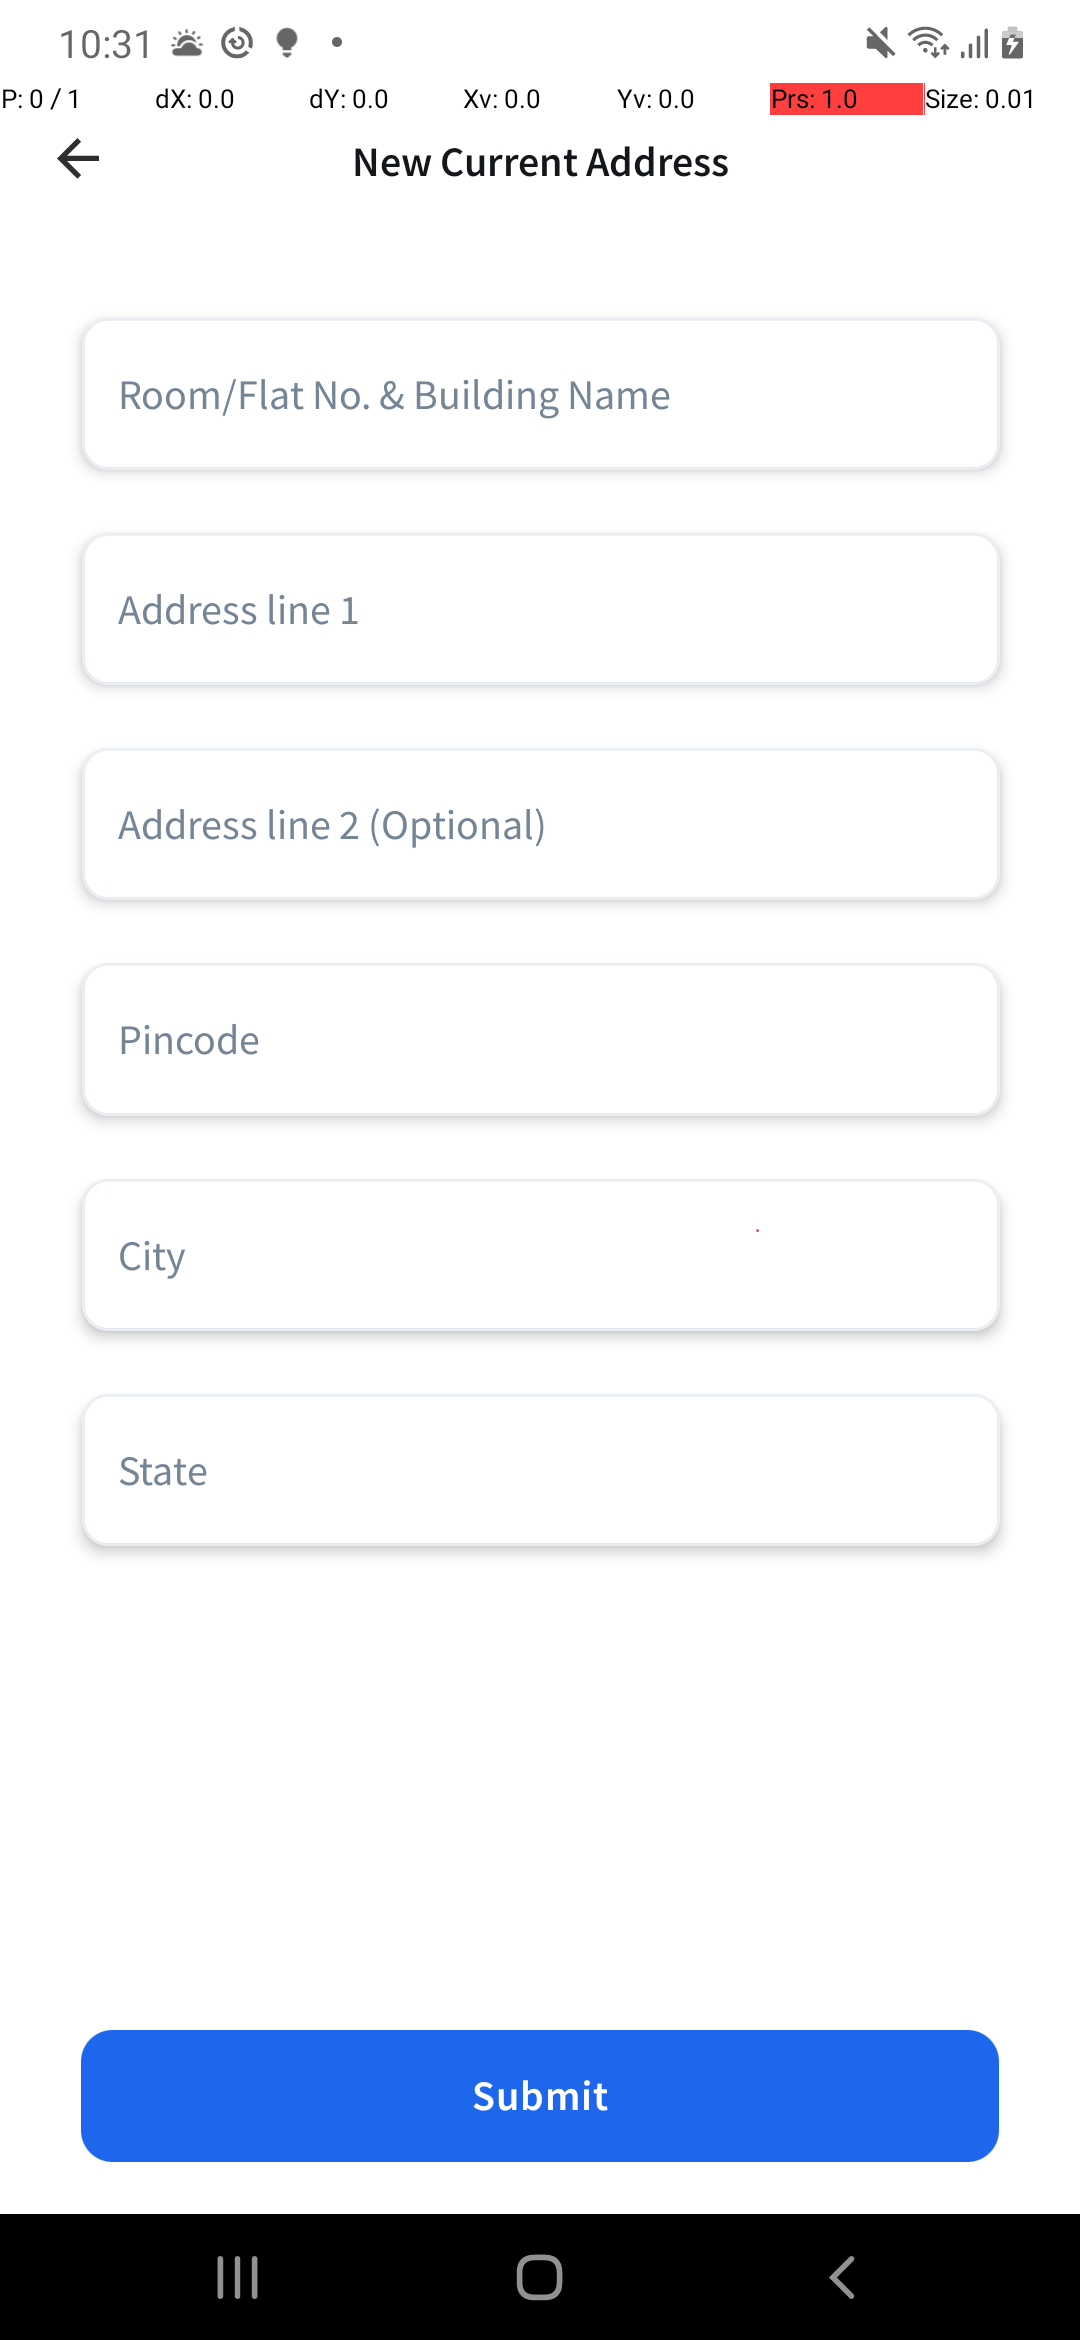 10:31
P: 0 / 1 dX: 0.0 dY: 0.0 Xv: 0.0 Yv: 0.0 Prs: 1.0 Size: 0.01
New Current Address
Room/Flat No. & Building Name
Address line 1
Address line 2 (Optional)
Pincode
City
State
Submit